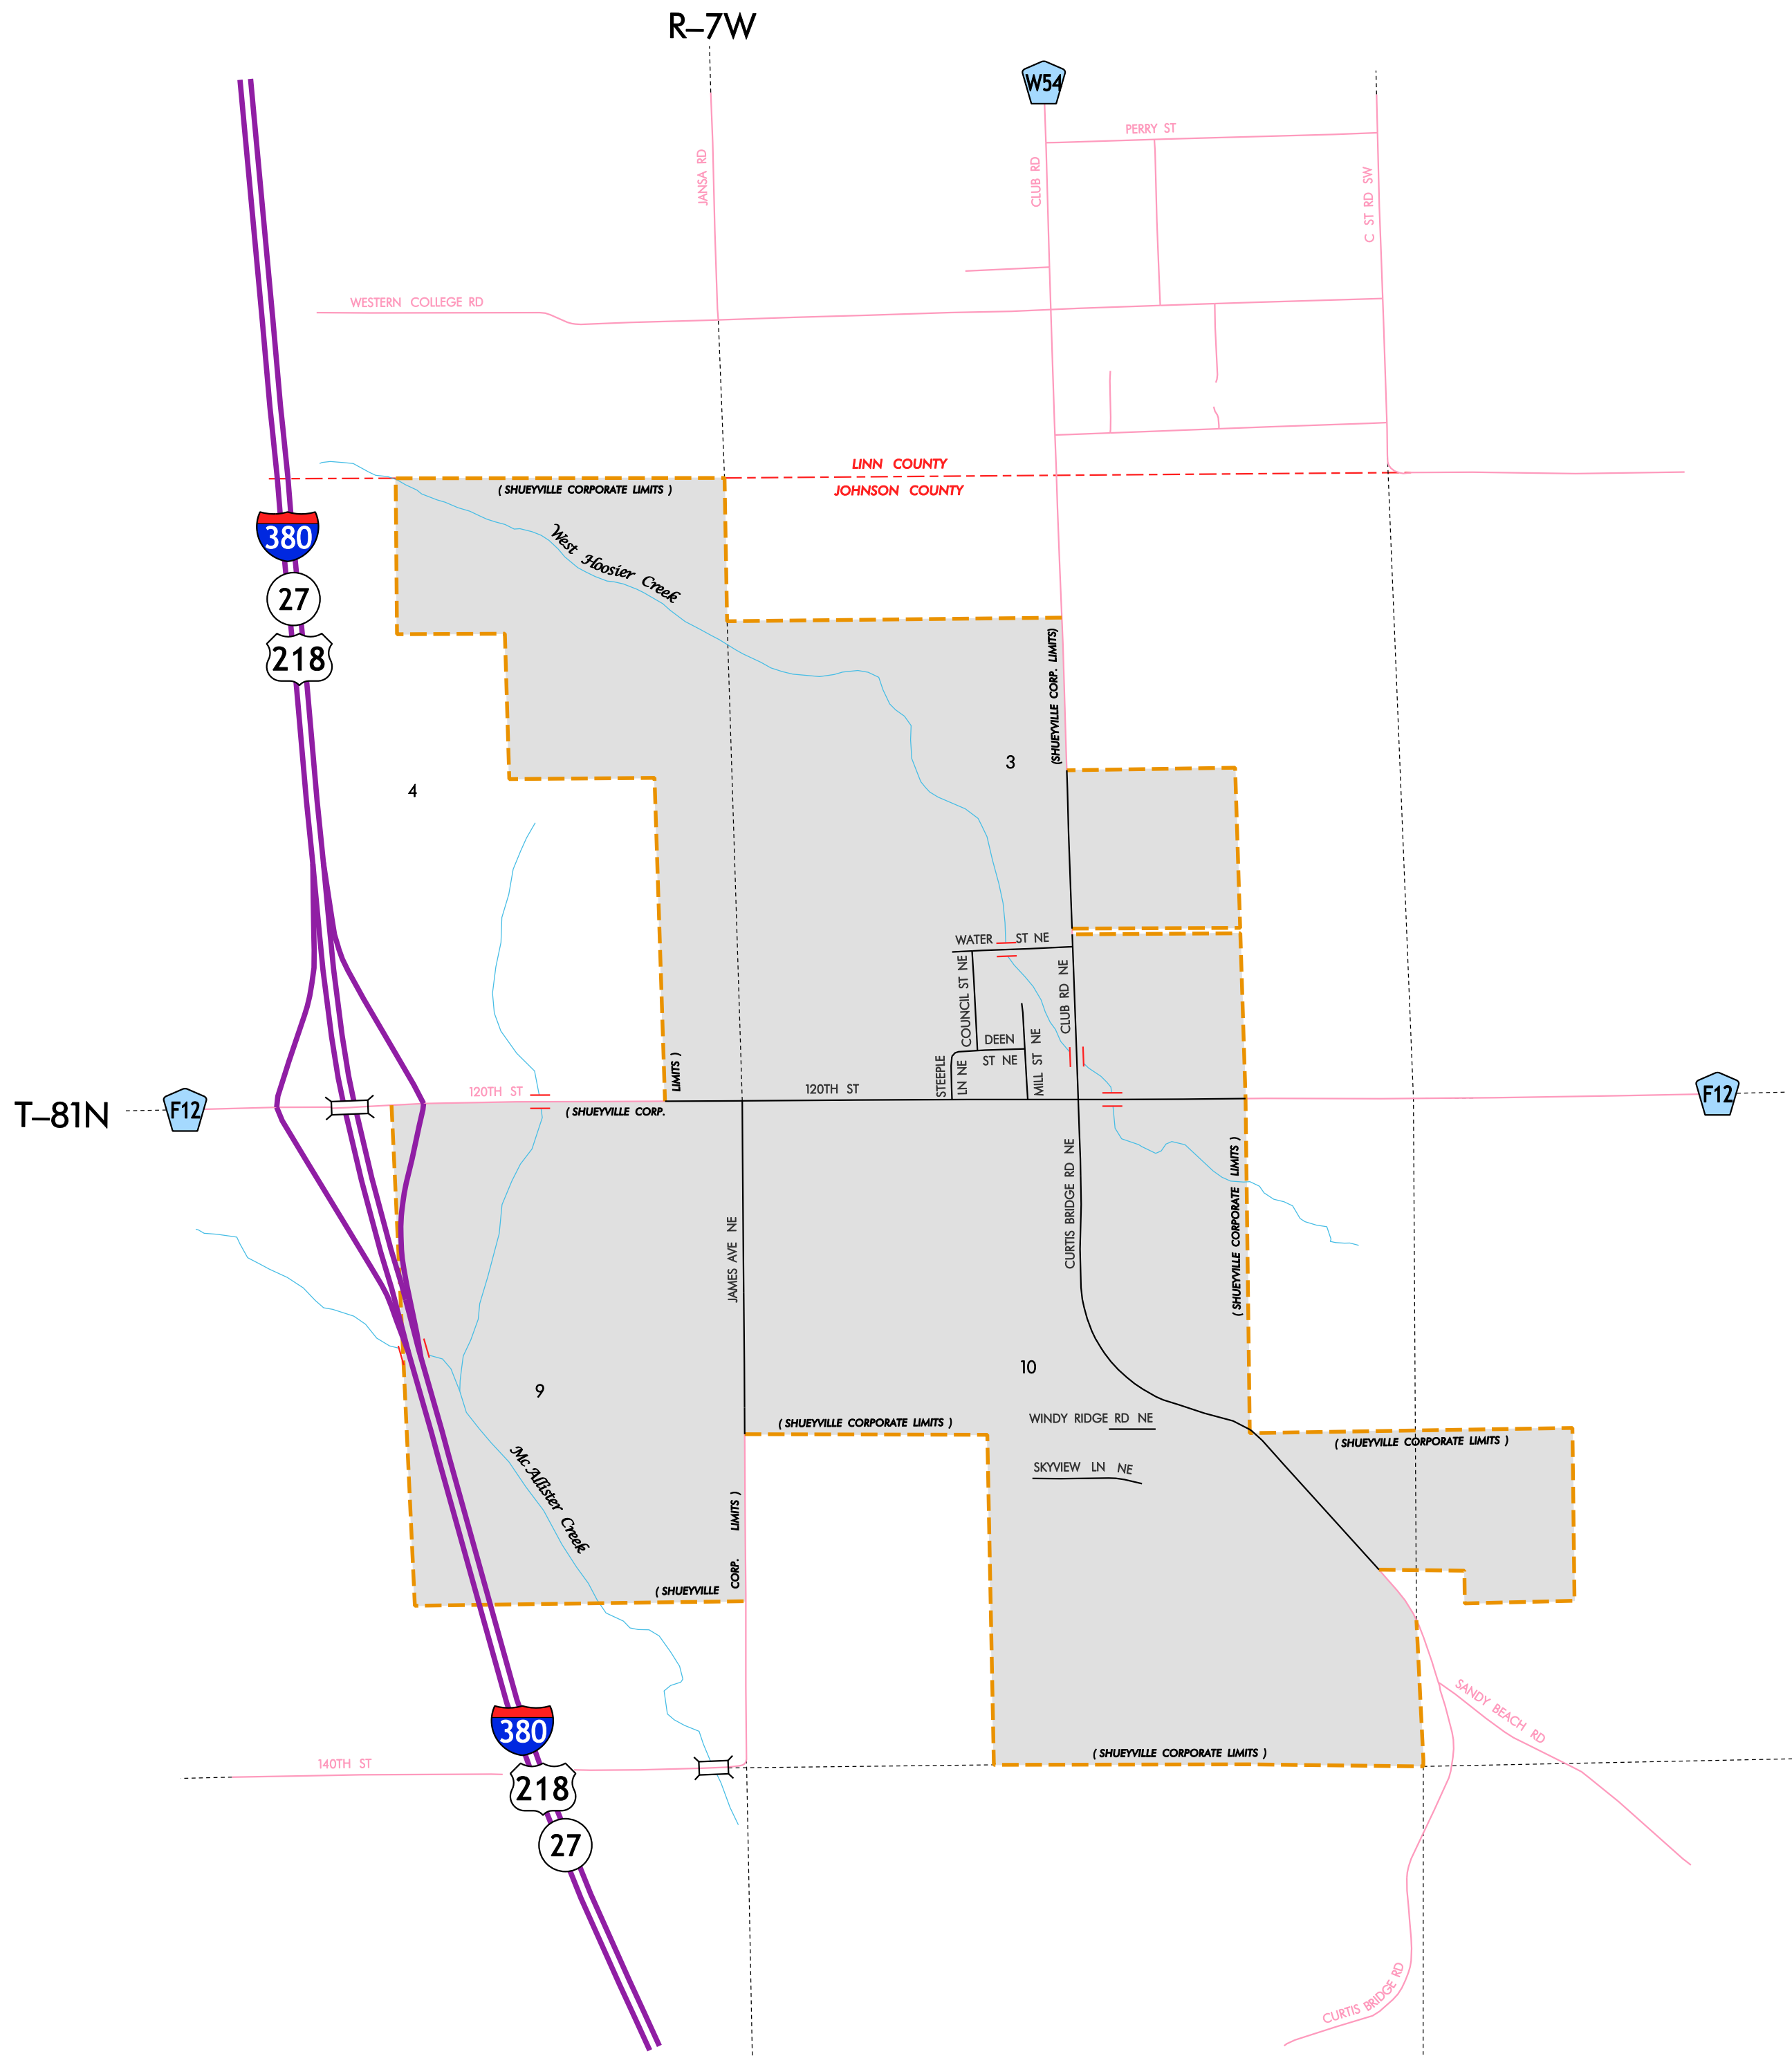 R–7W
W54
PERRY ST
JANSA RD
CLUB RD
C ST RD SW
WESTERN COLLEGE RD
LINN COUNTY
( SHUEYVILLE CORPORATE LIMITS )
JOHNSON COUNTY
380
West Hoosier Creek
27
218
(SHUEYVILLE CORP. LIMITS)
3
4
WATER ST NE
COUNCIL ST NE
CLUB RD NE
DEEN
ST NE
MILL ST NE
STEEPLE
LN NE
LIMITS )
120TH ST
120TH ST
F12
F12
T–81N
( SHUEYVILLE CORP.
CURTIS BRIDGE RD NE
( SHUEYVILLE CORPORATE LIMITS )
JAMES AVE NE
10
9
WINDY RIDGE RD NE
( SHUEYVILLE CORPORATE LIMITS )
( SHUEYVILLE CORPORATE LIMITS )
SKYVIEW LN NE
Mc Allister Creek
( SHUEYVILLE
CORP. LIMITS )
SANDY BEACH RD
380
( SHUEYVILLE CORPORATE LIMITS )
140TH ST
218
27
CURTIS BRIDGE RD